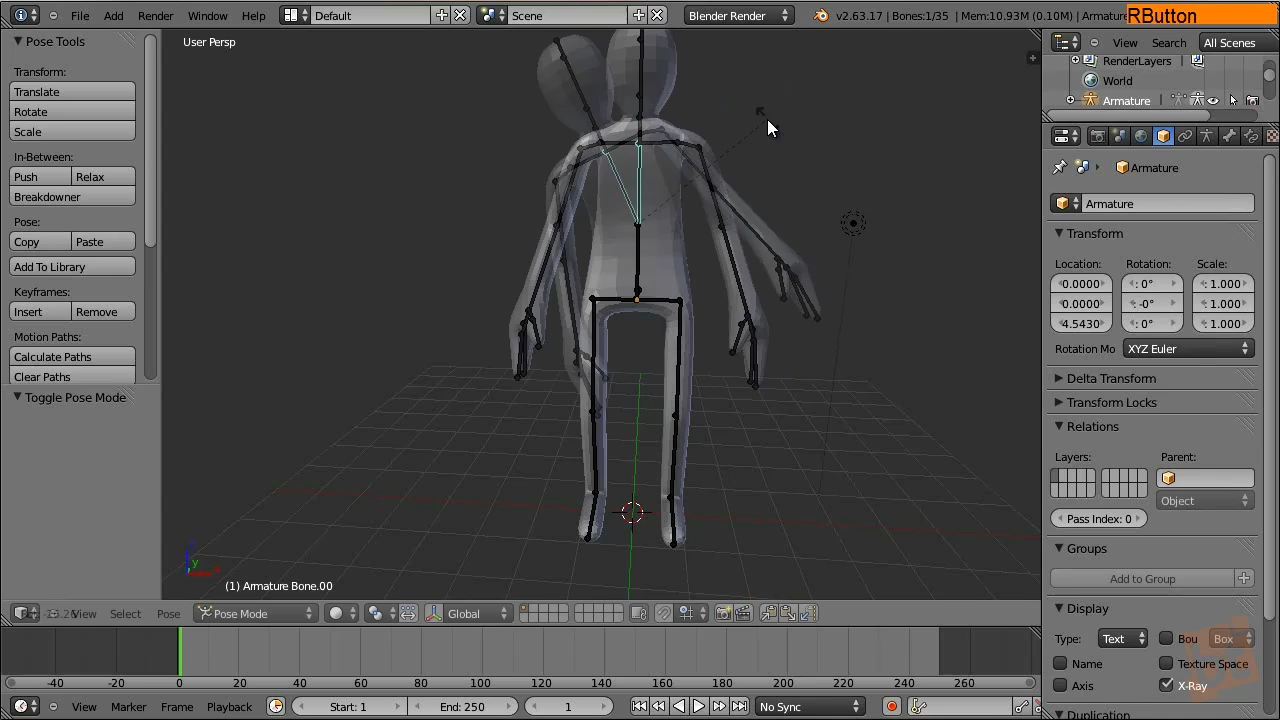 File Add Render Window Help Default Scene Blender Render v2.63.17 | Bones:1/35 | Mem:10.93M (0.10M) | Armature
RButton
Pose Tools
Transform:
Translate
Rotate
Scale
In-Between:
Push Relax
Breakdowner
Pose:
Copy Paste
Add To Library
Keyframes:
Insert Remove
Motion Paths:
Calculate Paths
Clear Paths
Toggle Pose Mode
User Persp
y
(1) Armature Bone.00
View Select Pose Pose Mode Global
-40 -20 0 20 40 60 80 100 120 140 160 180 200 220 240 260
View Marker Frame Playback Start: 1 End: 250 1 No Sync
View Search All Scenes
RenderLayers
World
Armature
Armature
Armature
Transform
Location: Rotation: Scale:
0.0000 : 0° : 1.000
0.0000 : -0° : 1.000
4.5430 : 0° : 1.000
Rotation Mo XYZ Euler
Delta Transform
Transform Locks
Relations
Layers: Parent:
Object
Pass Index: 0
Groups
Add to Group
Display
Type: Text Bou Box
Name Texture Space
Axis X-Ray
Duplication